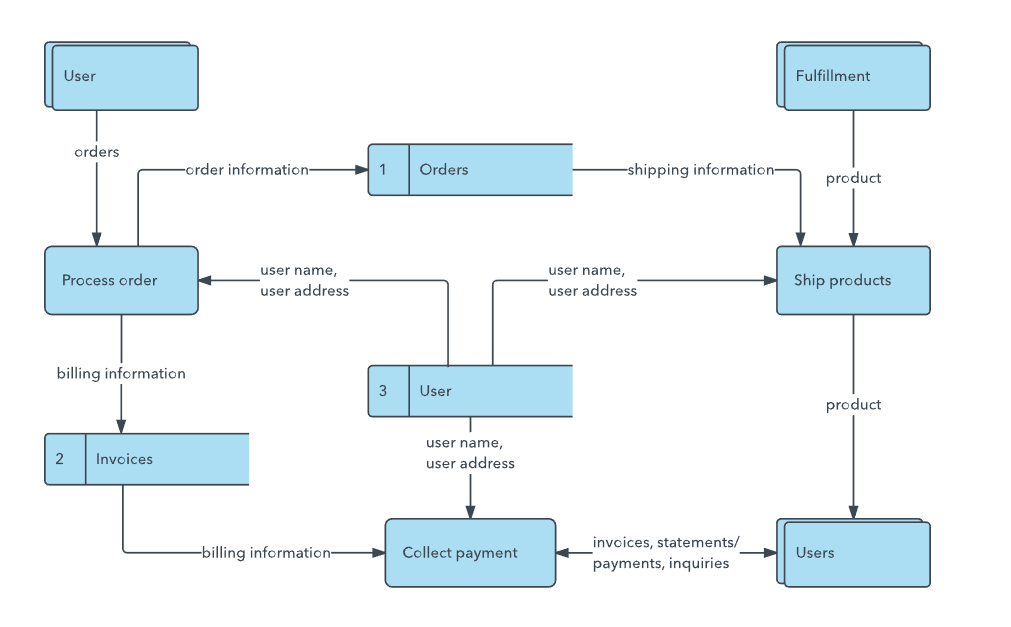 User
Fulfillment
orders
order information
1
Orders
shipping information
product
Process order
user name,
user address
user name,
user address
Ship products
billing information
3
User
product
2
Invoices
user name,
user address
billing information
Collect payment
invoices, statements/
payments, inquiries
Users